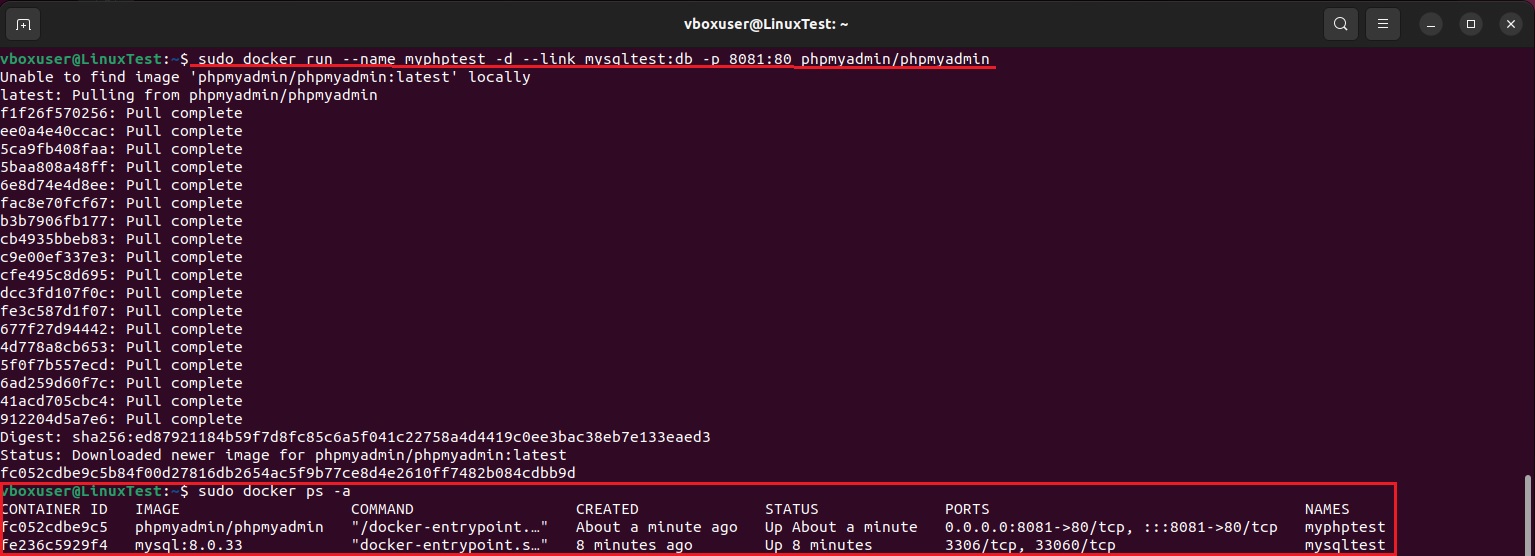 vboxuser@LinuxTest: ~
vboxuser@LinuxTest:~$ sudo docker run --name myphptest -d --link mysqltest:db -p 8081:80 phpmyadmin/phpmyadmin
Unable to find image 'phpmyadmin/phpmyadmin:latest' locally
latest: Pulling from phpmyadmin/phpmyadmin
f1f26f570256: Pull complete
ee0a4e40ccac: Pull complete
5ca9fb408faa: Pull complete
5baa808a48ff: Pull complete
6e8d74e4d8ee: Pull complete
fac8e70fcf67: Pull complete
b3b7906fb177: Pull complete
cb4935bbeb83: Pull complete
c9e00ef337e3: Pull complete
cfe495c8d695: Pull complete
dcc3fd107f0c: Pull complete
fe3c587d1f07: Pull complete
677f27d94442: Pull complete
4d778a8cb653: Pull complete
5f0f7b557ecd: Pull complete
6ad259d60f7c: Pull complete
41acd705cbc4: Pull complete
912204d5a7e6: Pull complete
Digest: sha256:ed87921184b59f7d8fc85c6a5f041c22758a4d4419c0ee3bac38eb7e133eaed3
Status: Downloaded newer image for phpmyadmin/phpmyadmin:latest
fc052cdbe9c5b84f00d27816db2654ac5f9b77ce8d4e2610ff7482b084cdbb9d
vboxuser@LinuxTest:~$ sudo docker ps -a
CONTAINER ID   IMAGE                   COMMAND                  CREATED              STATUS              PORTS                                   NAMES
fc052cdbe9c5   phpmyadmin/phpmyadmin   "/docker-entrypoint.…"   About a minute ago   Up About a minute   0.0.0.0:8081->80/tcp, :::8081->80/tcp   myphptest
fe236c5929f4   mysql:8.0.33            "docker-entrypoint.s…"   8 minutes ago        Up 8 minutes        3306/tcp, 33060/tcp                     mysqltest